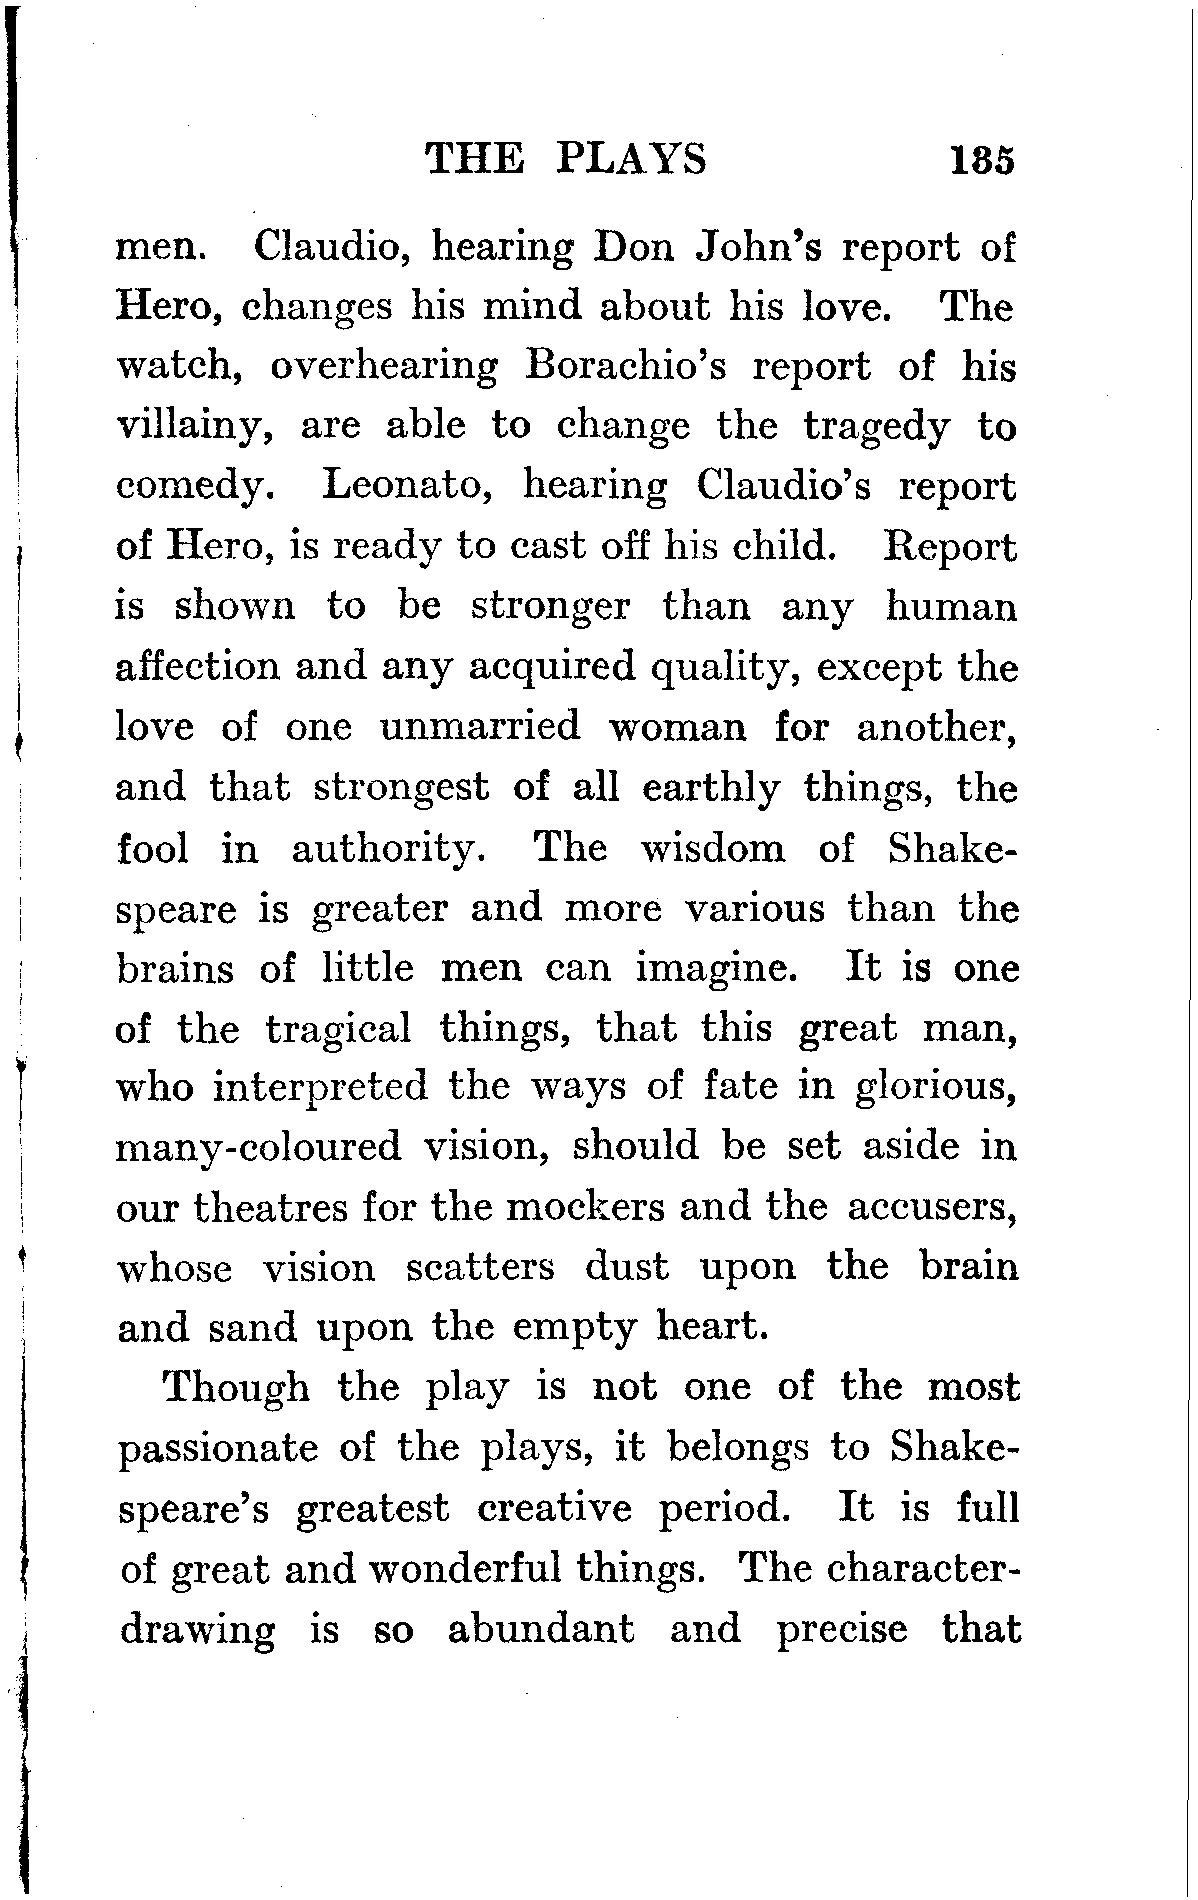 THE PLAYS 135
men. Claudio, hearing Don John's report of
Hero, changes his mind about his love. The
watch, overhearing Borachio's report of his
villainy, are able to change the tragedy to
comedy. Leonato, hearing Claudio's report
of Hero, is ready to cast off his child. Report
is shown to be stronger than any human
affection and any acquired quality, except the
love of one unmarried woman for another,
and that strongest of all earthly things, the
fool in authority. The wisdom of Shake-
speare is greater and more various than the
brains of little men can imagine. It is one
of the tragical things, that this great man,
who interpreted the ways of fate in glorious,
many-coloured vision, should be set aside in
our theatres for the mockers and the accusers,
whose vision scatters dust upon the brain
and sand upon the empty heart.
Though the play is not one of the most
passionate of the plays, it belongs to Shake-
speare's greatest creative period. It is full
of great and wonderful things. The character-
drawing is so abundant and precise that